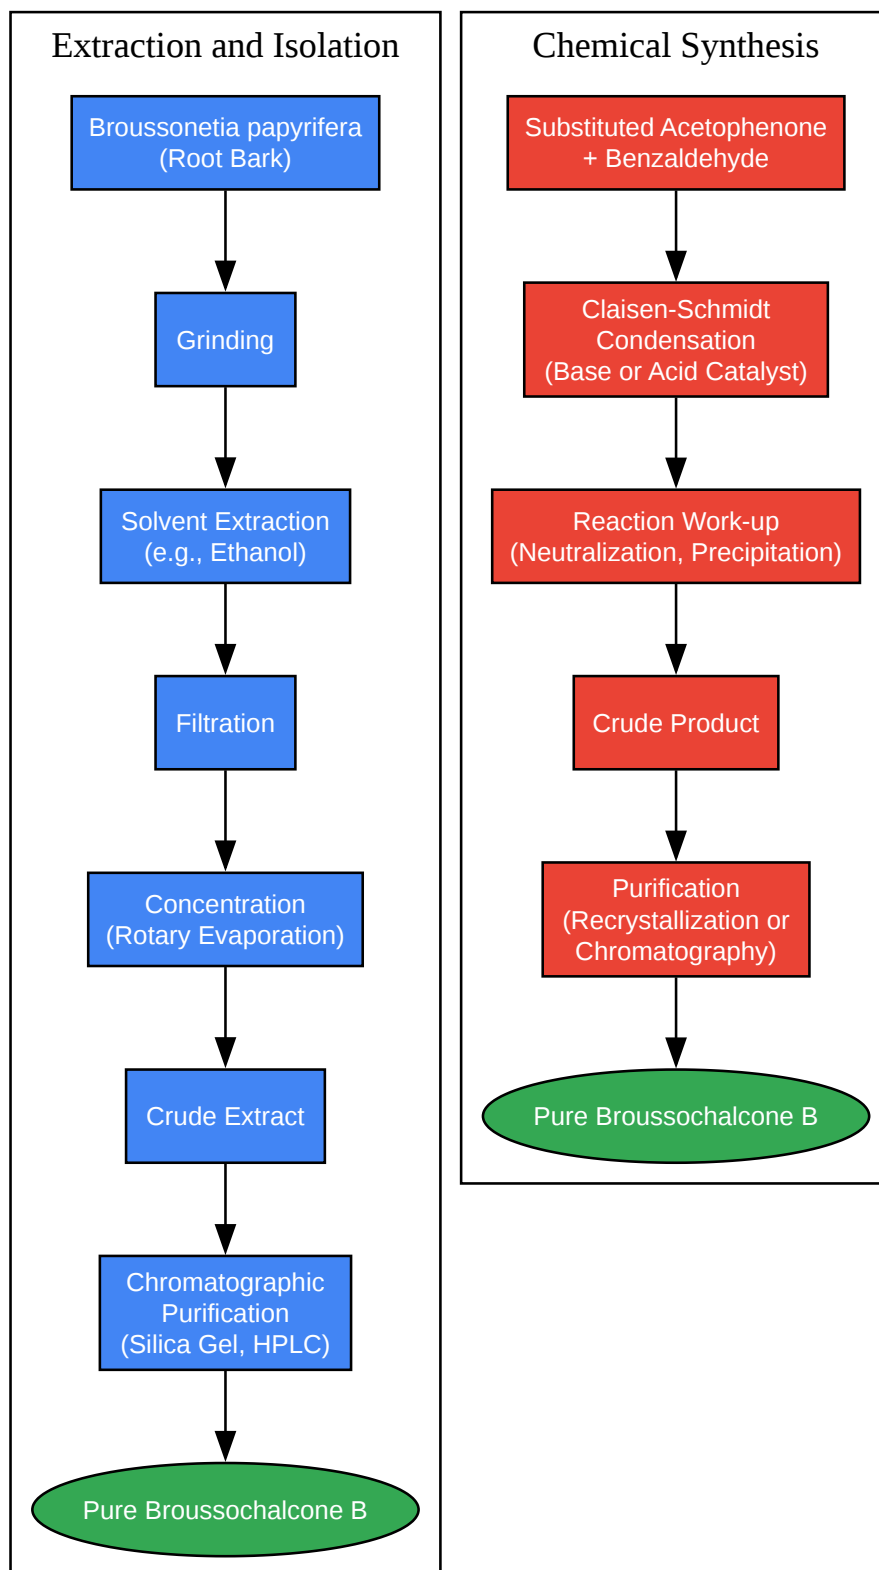 Extraction and Isolation
Broussonetia papyrifera
(Root Bark)
Grinding
Solvent Extraction
(e.g., Ethanol)
Filtration
Concentration
(Rotary Evaporation)
Crude Extract
Chromatographic
Purification
(Silica Gel, HPLC)
Pure Broussochalcone B
Chemical Synthesis
Substituted Acetophenone
+ Benzaldehyde
Claisen-Schmidt
Condensation
(Base or Acid Catalyst)
Reaction Work-up
(Neutralization, Precipitation)
Crude Product
Purification
(Recrystallization or
Chromatography)
Pure Broussochalcone B